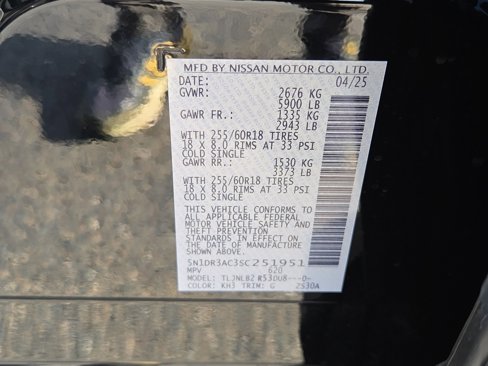 MFD BY NISSAN MOTOR CO., LTD.
DATE: 04/25
GVWR: 2676 KG
5900 LB
GAWR FR.: 1335 KG
2943 LB
WITH 255/60R18 TIRES
18 X 8.0 RIMS AT 33 PSI
COLD SINGLE
GAWR RR.: 1530 KG
3373 LB
WITH 255/60R18 TIRES
18 X 8.0 RIMS AT 33 PSI
COLD SINGLE
THIS VEHICLE CONFORMS TO
ALL APPLICABLE FEDERAL
MOTOR VEHICLE SAFETY AND
THEFT PREVENTION
STANDARDS IN EFFECT ON
THE DATE OF MANUFACTURE
SHOWN ABOVE.
5N1DR3AC3SC251951
MPV 620
MODEL: TLJNLB2 R53DU8---D-
COLOR: KH3 TRIM: G 2530A